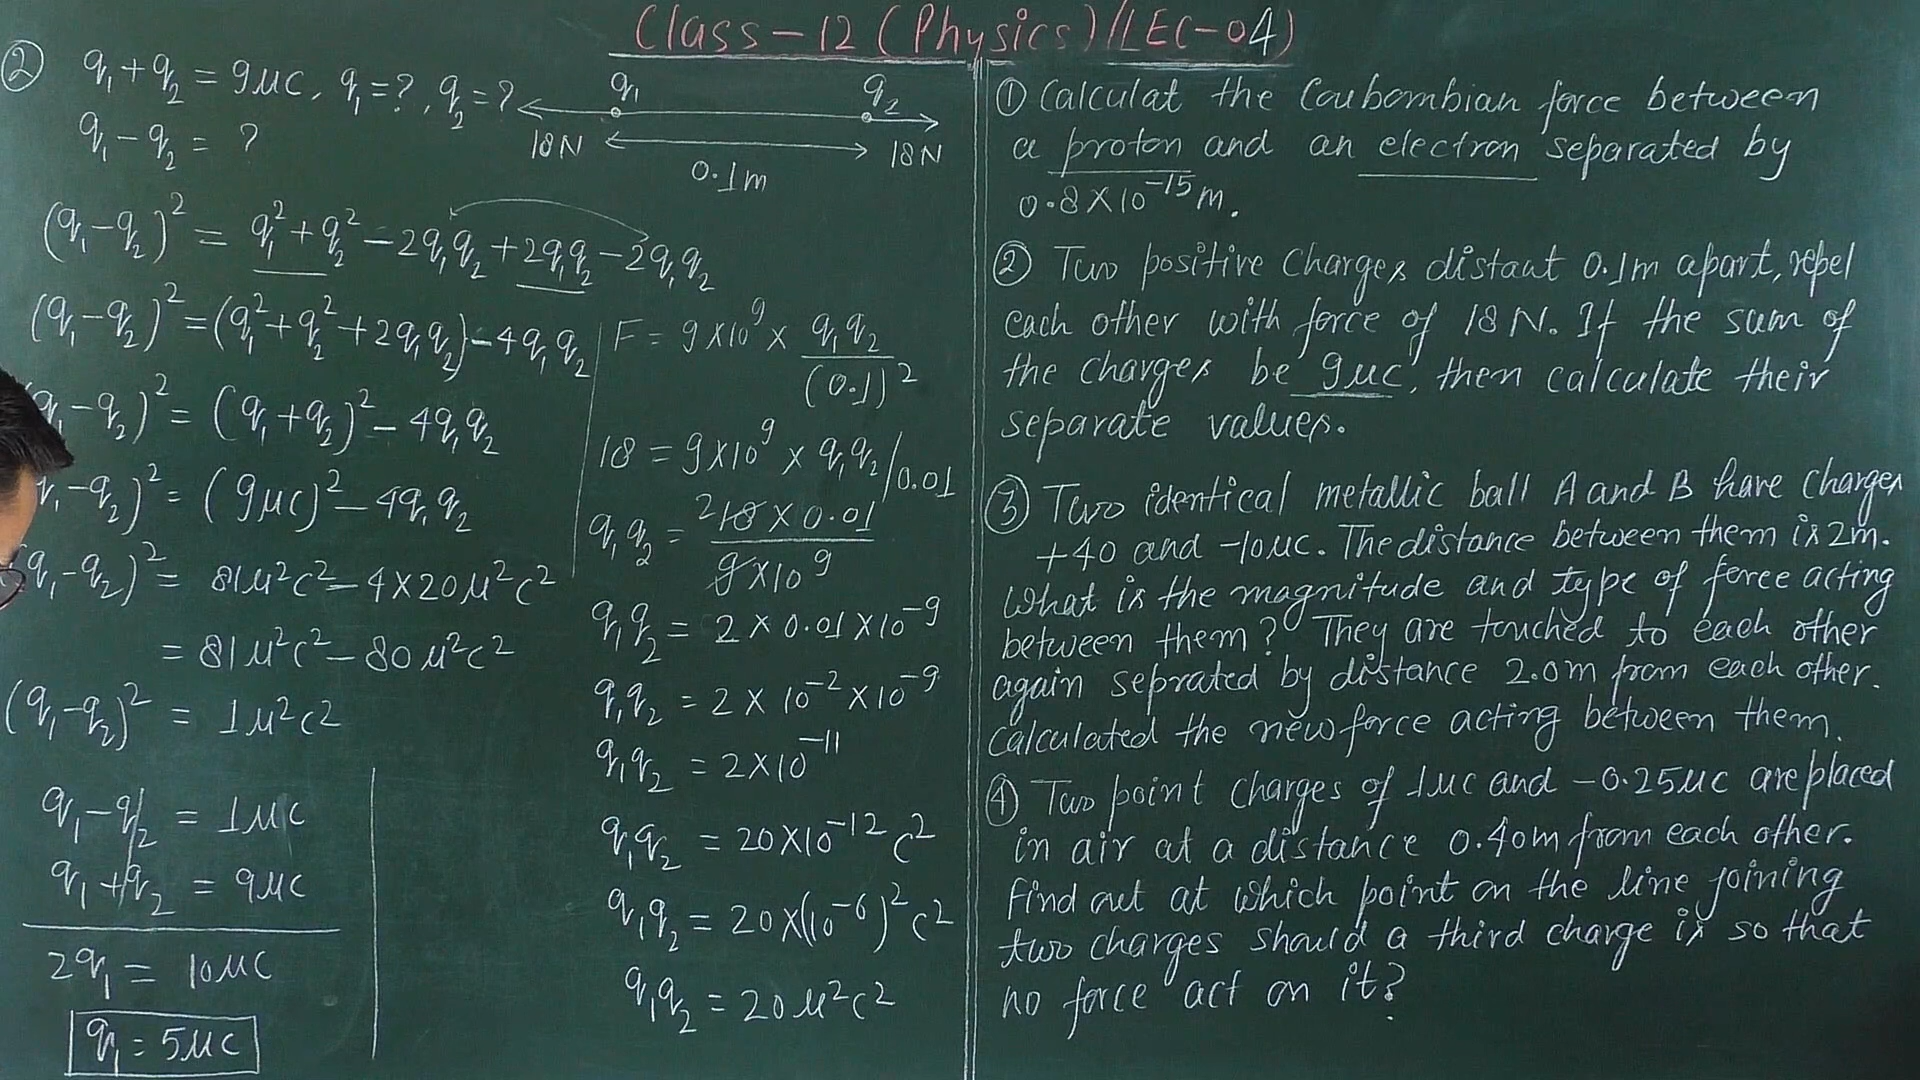 Class-12 (Physics)/(LEC-04)
② q₁+q₂ = 9μc, q₁=?, q₂=?
q₁-q₂ = ?
q₁ q₂
18N 0.1m 18N
(q₁-q₂)² = q₁²+q₂²-2q₁q₂+2q₁q₂-2q₁q₂
(q₁-q₂)² = (q₁²+q₂²+2q₁q₂)-4q₁q₂
q₁-q₂)² = (q₁+q₂)²-4q₁q₂
q₁-q₂)² = (9μc)²-4q₁q₂
q₁-q₂)² = 81μ²c²-4×20μ²c²
= 81μ²c²-80μ²c²
(q₁-q₂)² = 1μ²c²
q₁-q₂ = 1μc
q₁+q₂ = 9μc
2q₁ = 10μc
q₁ = 5μc
F = 9×10⁹× q₁q₂/(0.1)²
18 = 9×10⁹ × q₁q₂/0.01
q₁q₂ = ²18×0.01/9×10⁹
q₁q₂ = 2×0.01×10⁻⁹
q₁q₂ = 2×10⁻²×10⁻⁹
q₁q₂ = 2×10⁻¹¹
q₁q₂ = 20×10⁻¹² c²
q₁q₂ = 20×(10⁻⁶)² c²
q₁q₂ = 20μ²c²
① Calculat the Coubombian force between
a proton and an electron separated by
0.8×10⁻¹⁵m.
② Two positive charges distant 0.1m apart, repel
each other with force of 18N. If the sum of
the charges be 9μc, then calculate their
separate values.
③ Two identical metallic ball A and B have charges
+40 and -10μc. The distance between them is 2m.
What is the magnitude and type of force acting
between them? They are touched to each other
again seprated by distance 2.0m from each other.
Calculated the new force acting between them.
④ Two point charges of 1μc and -0.25μc are placed
in air at a distance 0.40m from each other.
Find out at which point on the line joining
two charges should a third charge is so that
no force act on it?